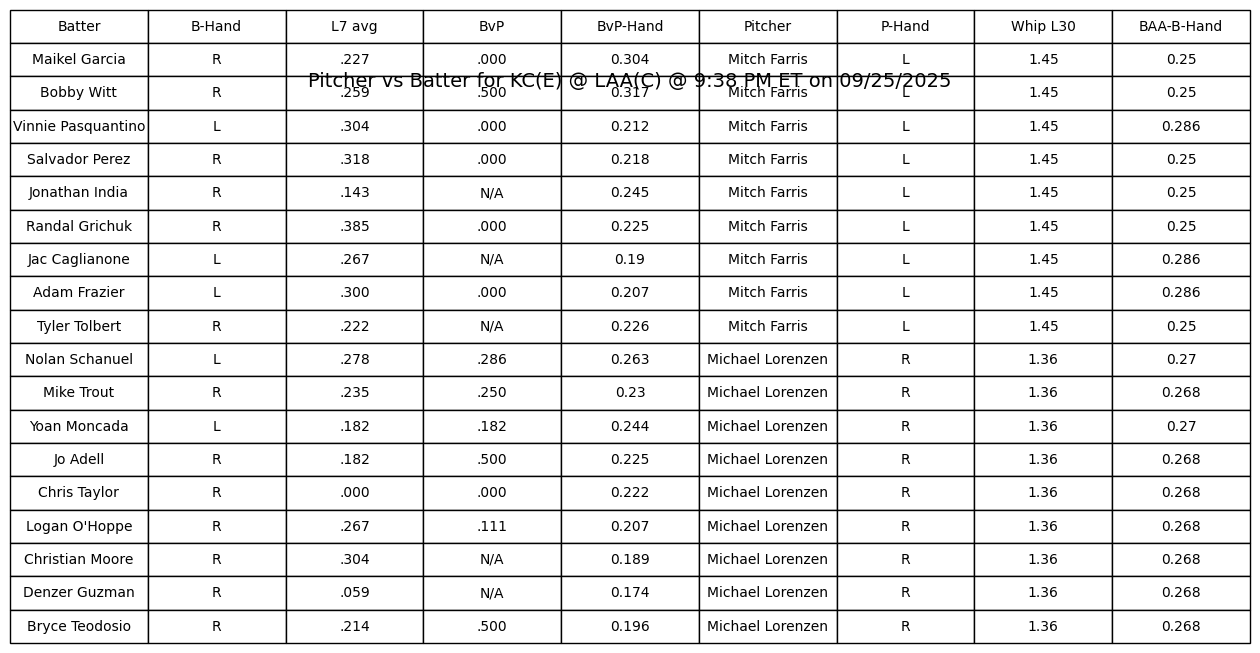 Batter B-Hand L7 avg BvP BvP-Hand Pitcher P-Hand Whip L30 BAA-B-Hand
Maikel Garcia R .227 .000 0.304 Mitch Farris L 1.45 0.25
Pitcher vs Batter for KC(E) @ LAA(C) @ 9:38 PM ET on 09/25/2025
Bobby Witt R .259 .500 0.317 Mitch Farris L 1.45 0.25
Vinnie Pasquantino L .304 .000 0.212 Mitch Farris L 1.45 0.286
Salvador Perez R .318 .000 0.218 Mitch Farris L 1.45 0.25
Jonathan India R .143 N/A 0.245 Mitch Farris L 1.45 0.25
Randal Grichuk R .385 .000 0.225 Mitch Farris L 1.45 0.25
Jac Caglianone L .267 N/A 0.19 Mitch Farris L 1.45 0.286
Adam Frazier L .300 .000 0.207 Mitch Farris L 1.45 0.286
Tyler Tolbert R .222 N/A 0.226 Mitch Farris L 1.45 0.25
Nolan Schanuel L .278 .286 0.263 Michael Lorenzen R 1.36 0.27
Mike Trout R .235 .250 0.23 Michael Lorenzen R 1.36 0.268
Yoan Moncada L .182 .182 0.244 Michael Lorenzen R 1.36 0.27
Jo Adell R .182 .500 0.225 Michael Lorenzen R 1.36 0.268
Chris Taylor R .000 .000 0.222 Michael Lorenzen R 1.36 0.268
Logan O'Hoppe R .267 .111 0.207 Michael Lorenzen R 1.36 0.268
Christian Moore R .304 N/A 0.189 Michael Lorenzen R 1.36 0.268
Denzer Guzman R .059 N/A 0.174 Michael Lorenzen R 1.36 0.268
Bryce Teodosio R .214 .500 0.196 Michael Lorenzen R 1.36 0.268